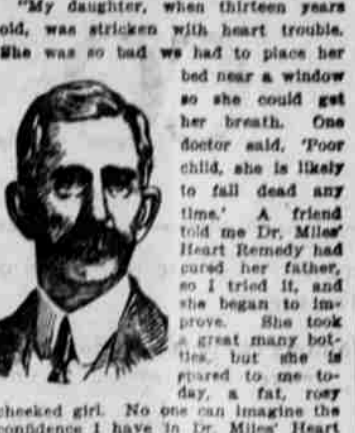 "My daughter, when thirteen years
old, was stricken with heart trouble.
She was so bad we had to place her
bed near a window
so she could get
her breath. One
doctor said, 'Poor
child, she is likely
to fall dead any
time.' A friend
told me Dr. Miles'
Heart Remedy had
cured her father,
so I tried it, and
she began to im-
prove. She took
a great many bot-
tles, but she is
spared to me to-
day, a fat, rosy
cheeked girl. No one can imagine the
confidence I have in Dr. Miles' Heart